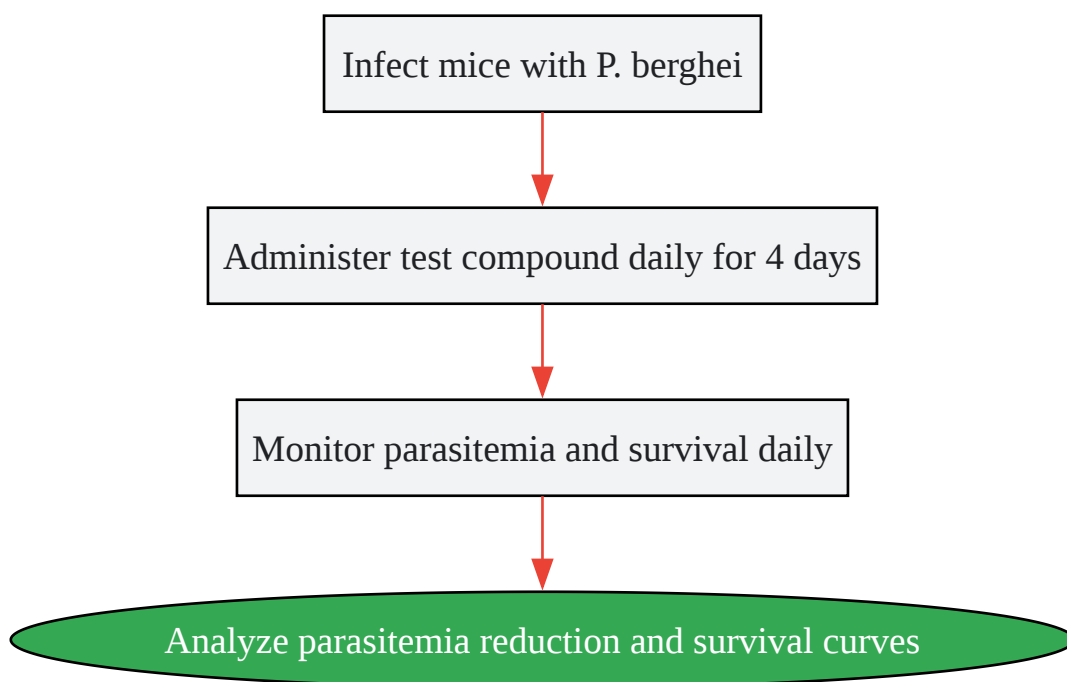 Infect mice with P. berghei
Administer test compound daily for 4 days
Monitor parasitemia and survival daily
Analyze parasitemia reduction and survival curves